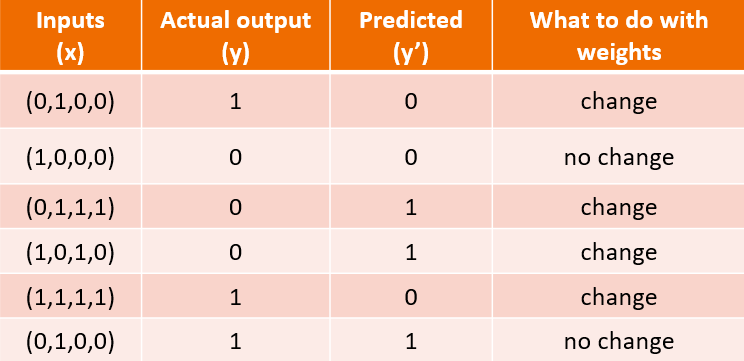 Inputs (x) Actual output (y) Predicted (y’) What to do with weights
(0,1,0,0) 1 0 change
(1,0,0,0) 0 0 no change
(0,1,1,1) 0 1 change
(1,0,1,0) 0 1 change
(1,1,1,1) 1 0 change
(0,1,0,0) 1 1 no change